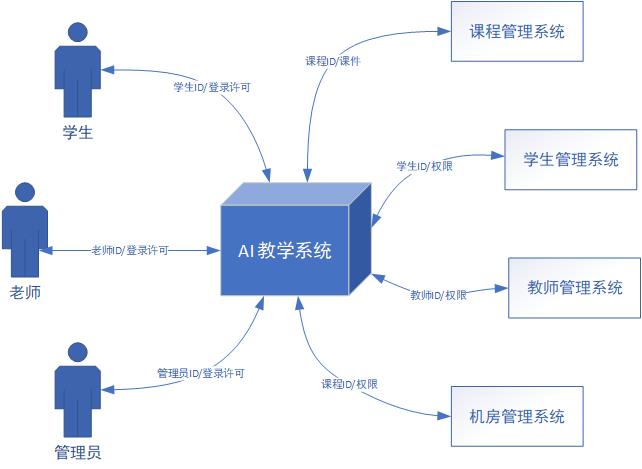 课程管理系统
课程ID/课件
学生ID/登录许可
学生
学生管理系统
学生ID/权限
AI 教学系统
老师ID/登录许可
老师
教师管理系统
教师ID/权限
管理员ID/登录许可
课程ID/权限
机房管理系统
管理员